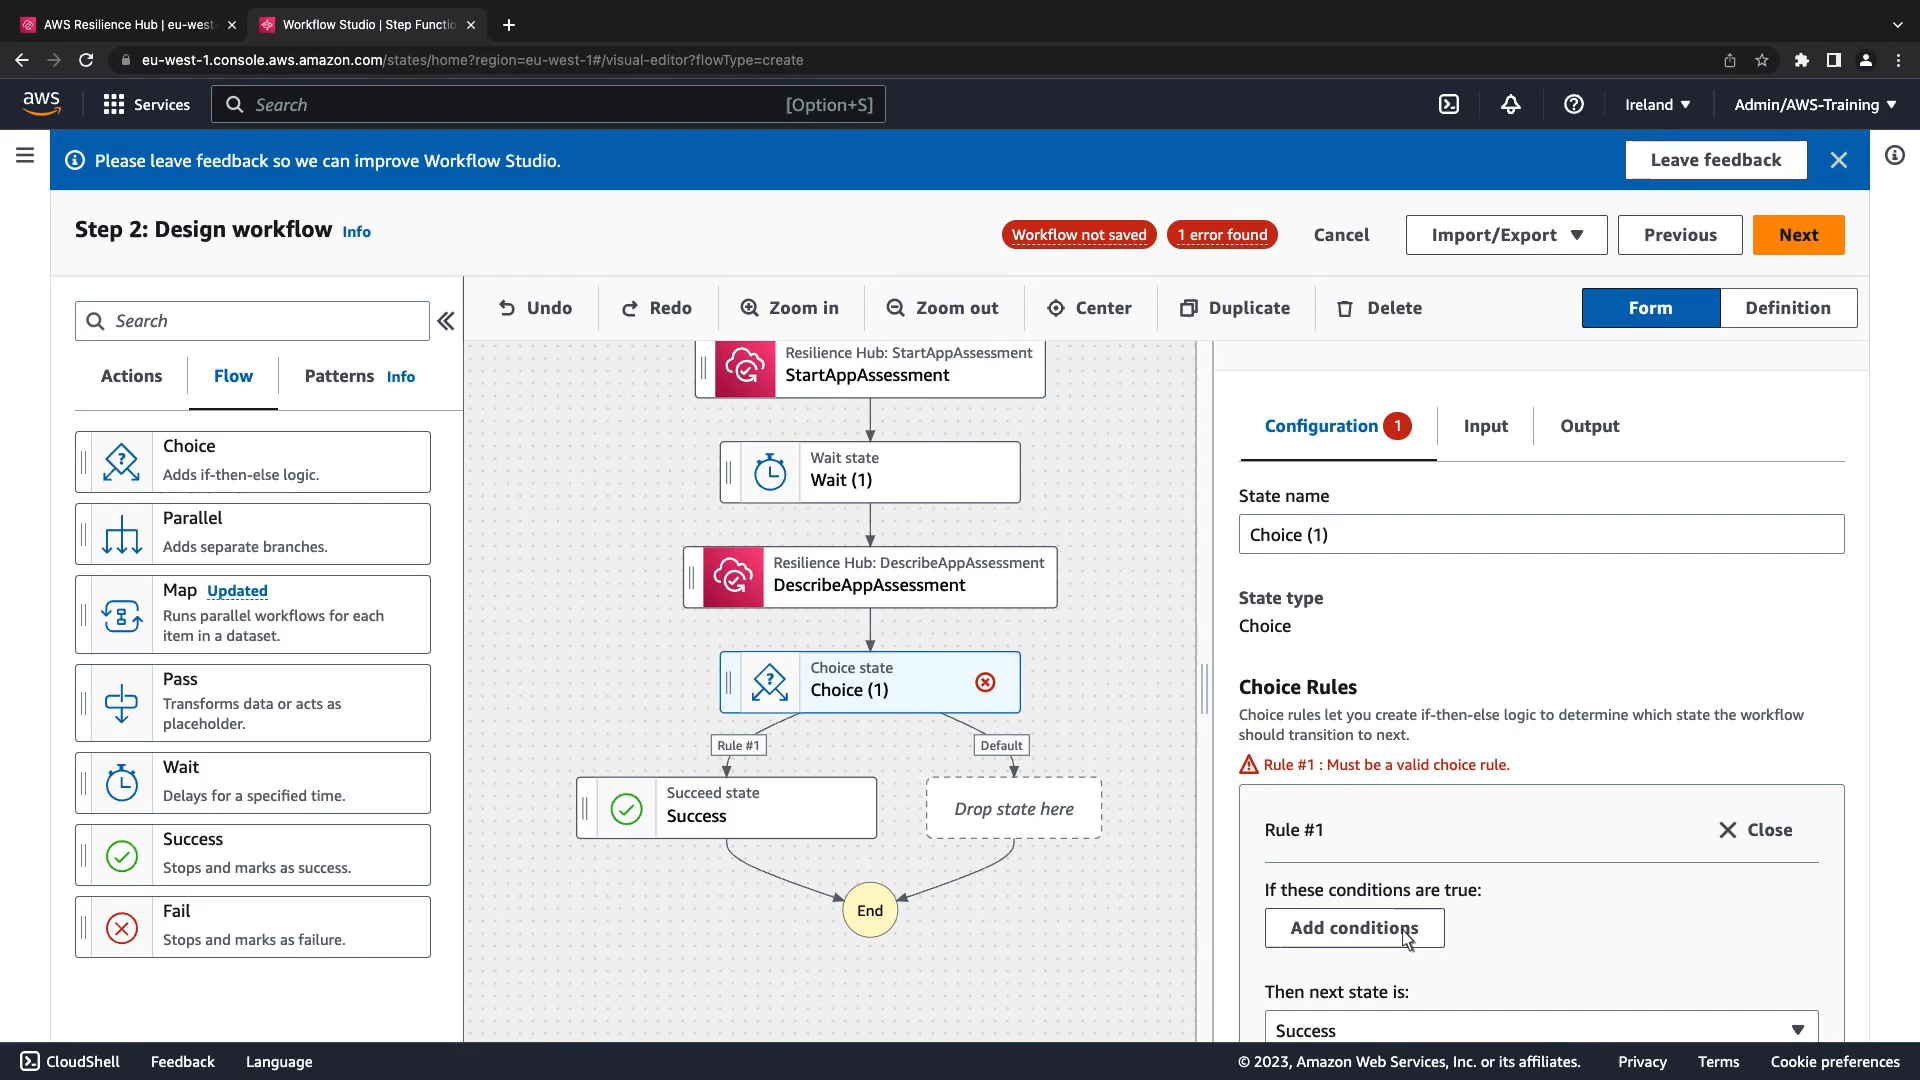 AWS Resilience Hub | eu-west-
Workflow Studio | Step Functio
eu-west-1.console.aws.amazon.com/states/home?region=eu-west-1#/visual-editor?flowType=create
aws
Services
Search
[Option+S]
Ireland
Admin/AWS-Training
Please leave feedback so we can improve Workflow Studio.
Leave feedback
Step 2: Design workflow Info
Workflow not saved
1 error found
Cancel
Import/Export
Previous
Next
Search
Undo
Redo
Zoom in
Zoom out
Center
Duplicate
Delete
Form
Definition
Actions
Flow
Patterns Info
Choice
Adds if-then-else logic.
Parallel
Adds separate branches.
Map Updated
Runs parallel workflows for each
item in a dataset.
Pass
Transforms data or acts as
placeholder.
Wait
Delays for a specified time.
Success
Stops and marks as success.
Fail
Stops and marks as failure.
Resilience Hub: StartAppAssessment
StartAppAssessment
Wait state
Wait (1)
Resilience Hub: DescribeAppAssessment
DescribeAppAssessment
Choice state
Choice (1)
Rule #1
Default
Succeed state
Success
Drop state here
End
Configuration 1
Input
Output
State name
Choice (1)
State type
Choice
Choice Rules
Choice rules let you create if-then-else logic to determine which state the workflow
should transition to next.
Rule #1 : Must be a valid choice rule.
Rule #1
Close
If these conditions are true:
Add conditions
Then next state is:
Success
CloudShell
Feedback
Language
© 2023, Amazon Web Services, Inc. or its affiliates.
Privacy
Terms
Cookie preferences